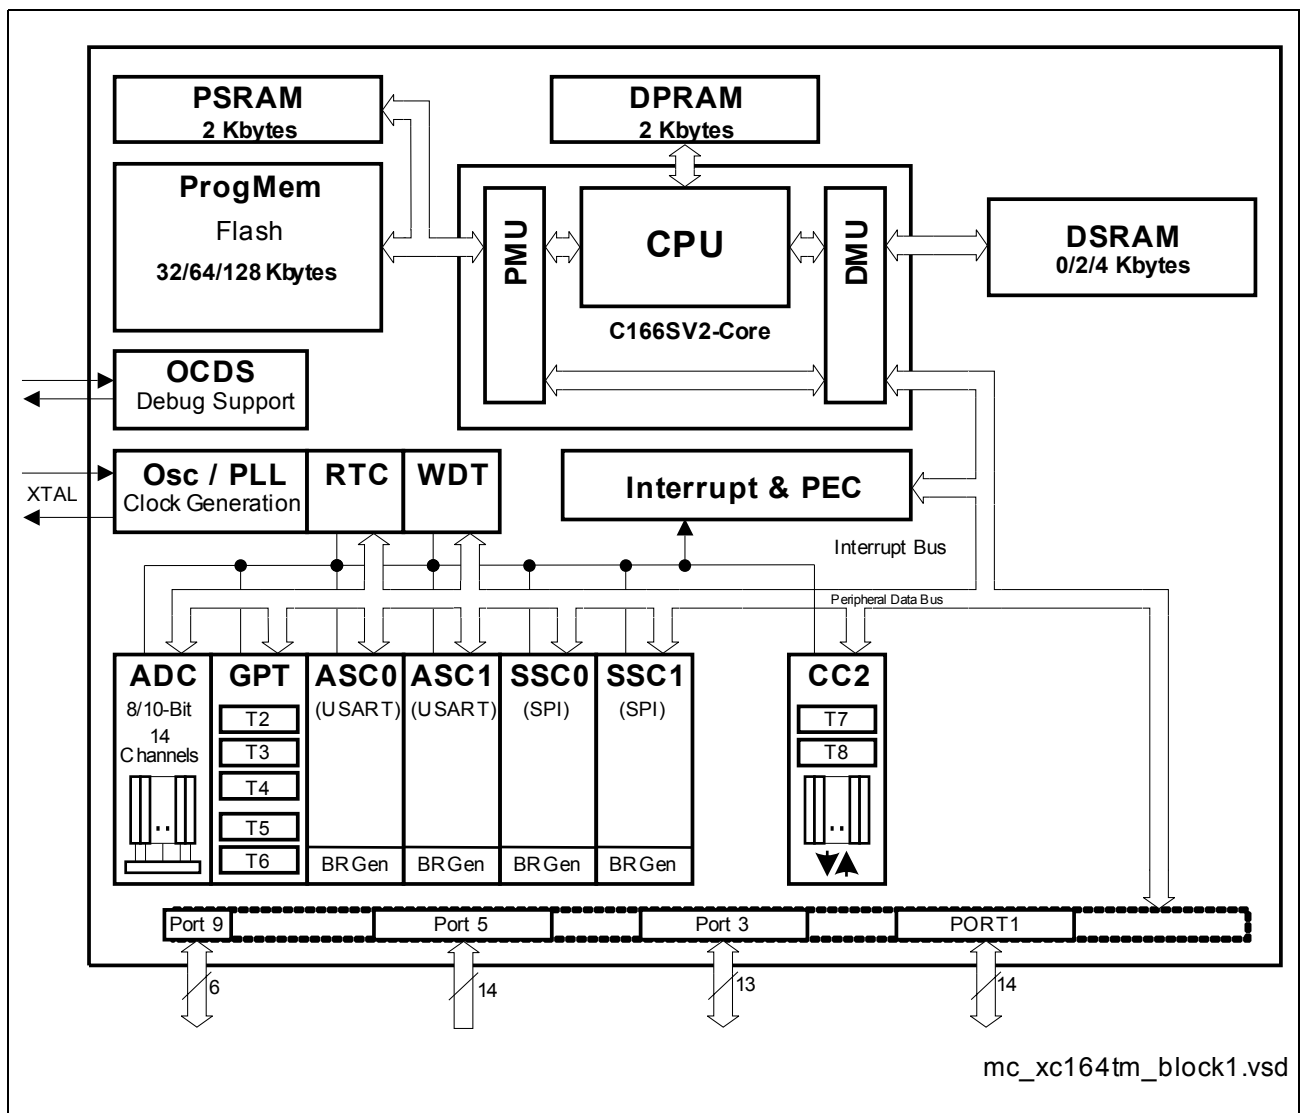 PSRAM
2 Kbytes
DPRAM
2 Kbytes
ProgMem
Flash
32/64/128 Kbytes
PMU
CPU
DMU
C166SV2-Core
DSRAM
0/2/4 Kbytes
OCDS
Debug Support
Osc / PLL
Clock Generation
RTC
WDT
XTAL
Interrupt & PEC
Interrupt Bus
Peripheral Data Bus
ADC
8/10-Bit
14
Channels
GPT
T2
T3
T4
T5
T6
ASC0
(USART)
BRGen
ASC1
(USART)
BRGen
SSC0
(SPI)
BRGen
SSC1
(SPI)
BRGen
CC2
T7
T8
Port 9
Port 5
Port 3
PORT1
6
14
13
14
mc_xc164tm_block1.vsd